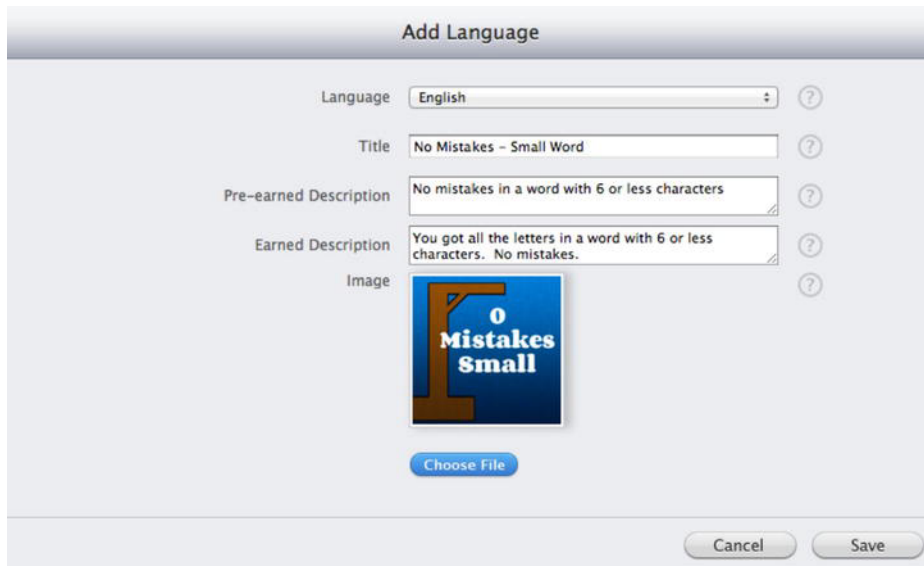 Add Language
Language English ?
Title No Mistakes – Small Word ?
Pre-earned Description No mistakes in a word with 6 or less characters ?
Earned Description You got all the letters in a word with 6 or less
characters.  No mistakes. ?
Image ?
0
Mistakes
Small
Choose File
Cancel Save